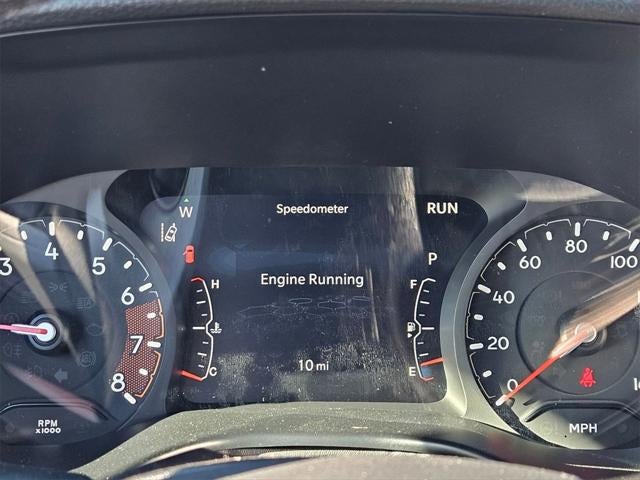 W
Speedometer
RUN
P
Engine Running
H
C
F
E
10 mi
3 4 5 6 7 8
RPM
x1000
0 20 40 60 80 100
MPH